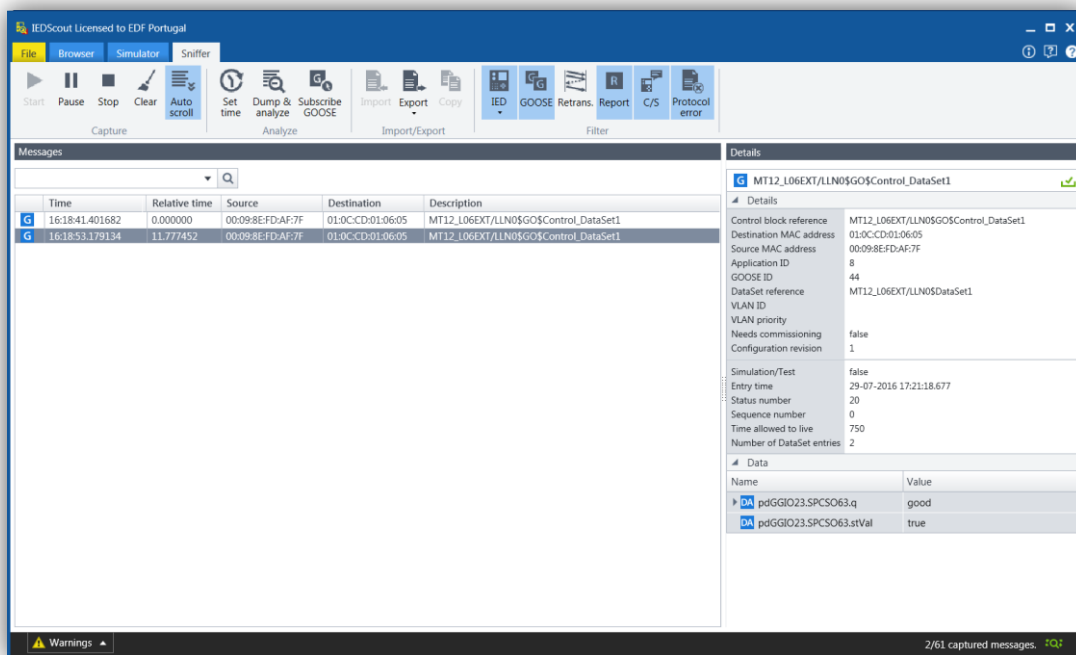 IEDScout Licensed to EDF Portugal
File Browser Simulator Sniffer
Start Pause Stop Clear Auto scroll Set time Dump & analyze Subscribe GOOSE Import Export Copy IED GOOSE Retrans. Report C/S Protocol error
Capture Analyze Import/Export Filter
Messages
Time Relative time Source Destination Description
G 16:18:41.401682 0.000000 00:09:8E:FD:AF:7F 01:0C:CD:01:06:05 MT12_L06EXT/LLN0$GO$Control_DataSet1
G 16:18:53.179134 11.777452 00:09:8E:FD:AF:7F 01:0C:CD:01:06:05 MT12_L06EXT/LLN0$GO$Control_DataSet1
Details
G MT12_L06EXT/LLN0$GO$Control_DataSet1
Details
Control block reference MT12_L06EXT/LLN0$GO$Control_DataSet1
Destination MAC address 01:0C:CD:01:06:05
Source MAC address 00:09:8E:FD:AF:7F
Application ID 8
GOOSE ID 44
DataSet reference MT12_L06EXT/LLN0$DataSet1
VLAN ID
VLAN priority
Needs commissioning false
Configuration revision 1
Simulation/Test false
Entry time 29-07-2016 17:21:18.677
Status number 20
Sequence number 0
Time allowed to live 750
Number of DataSet entries 2
Data
Name Value
DA pdGGIO23.SPCSO63.q good
DA pdGGIO23.SPCSO63.stVal true
Warnings
2/61 captured messages.